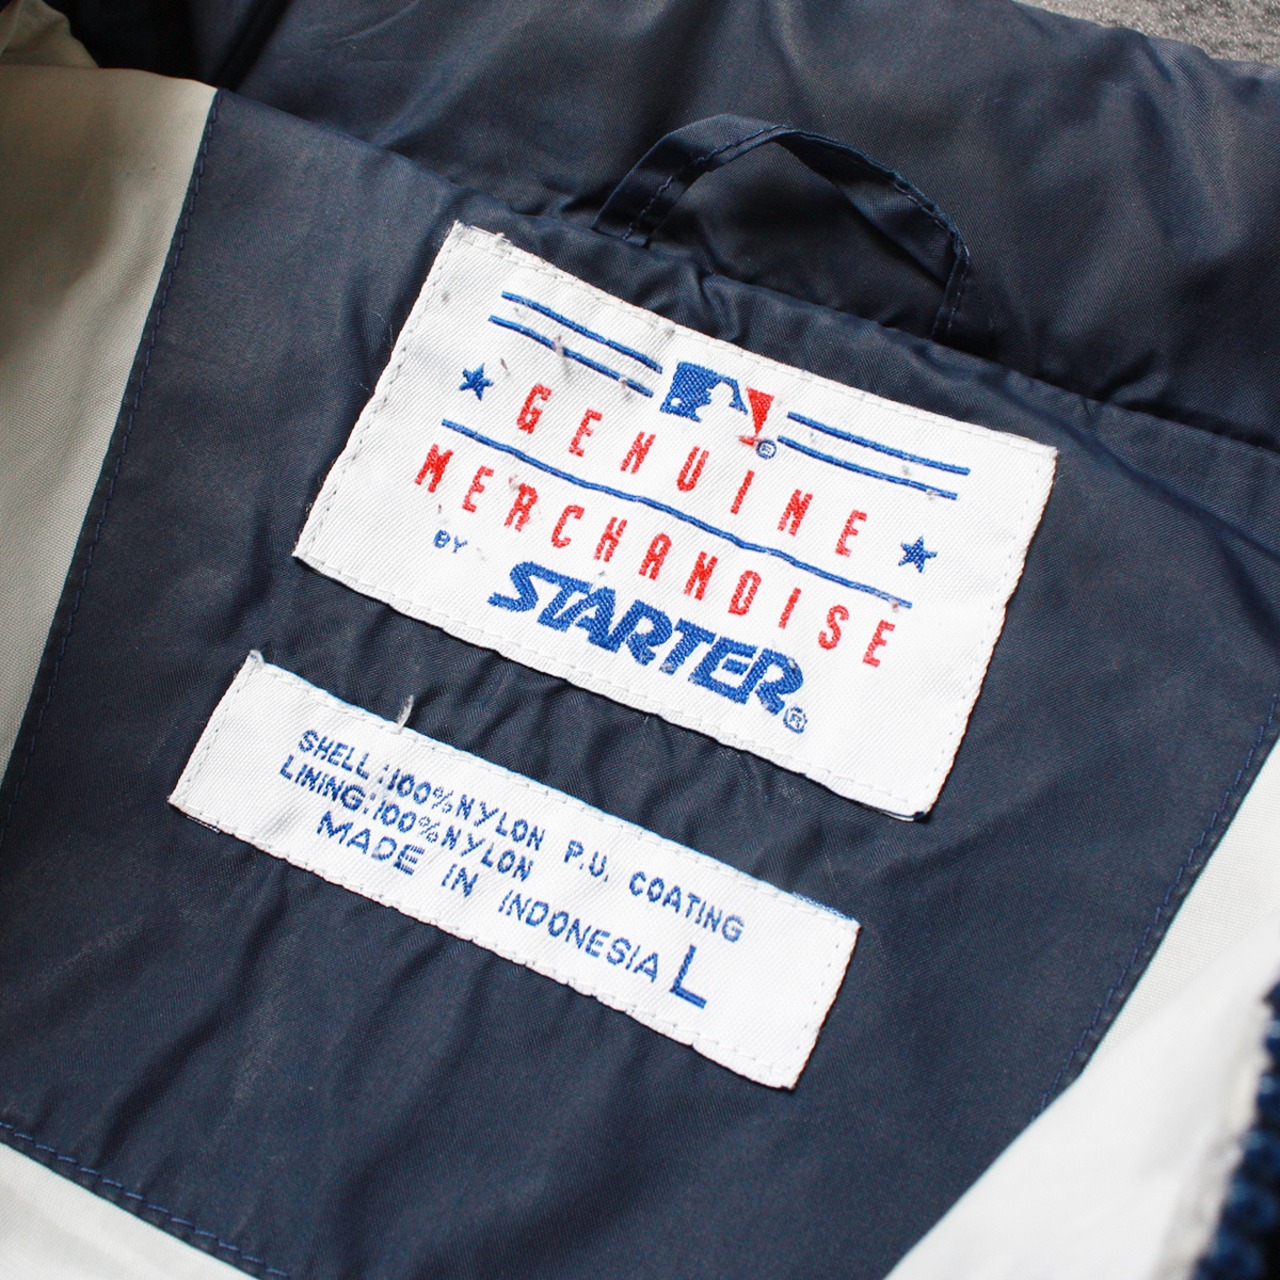 GENUINE
MERCHANDISE
BY STARTER®
SHELL:100%NYLON P.U. COATING
LINING:100%NYLON
MADE IN INDONESIA L